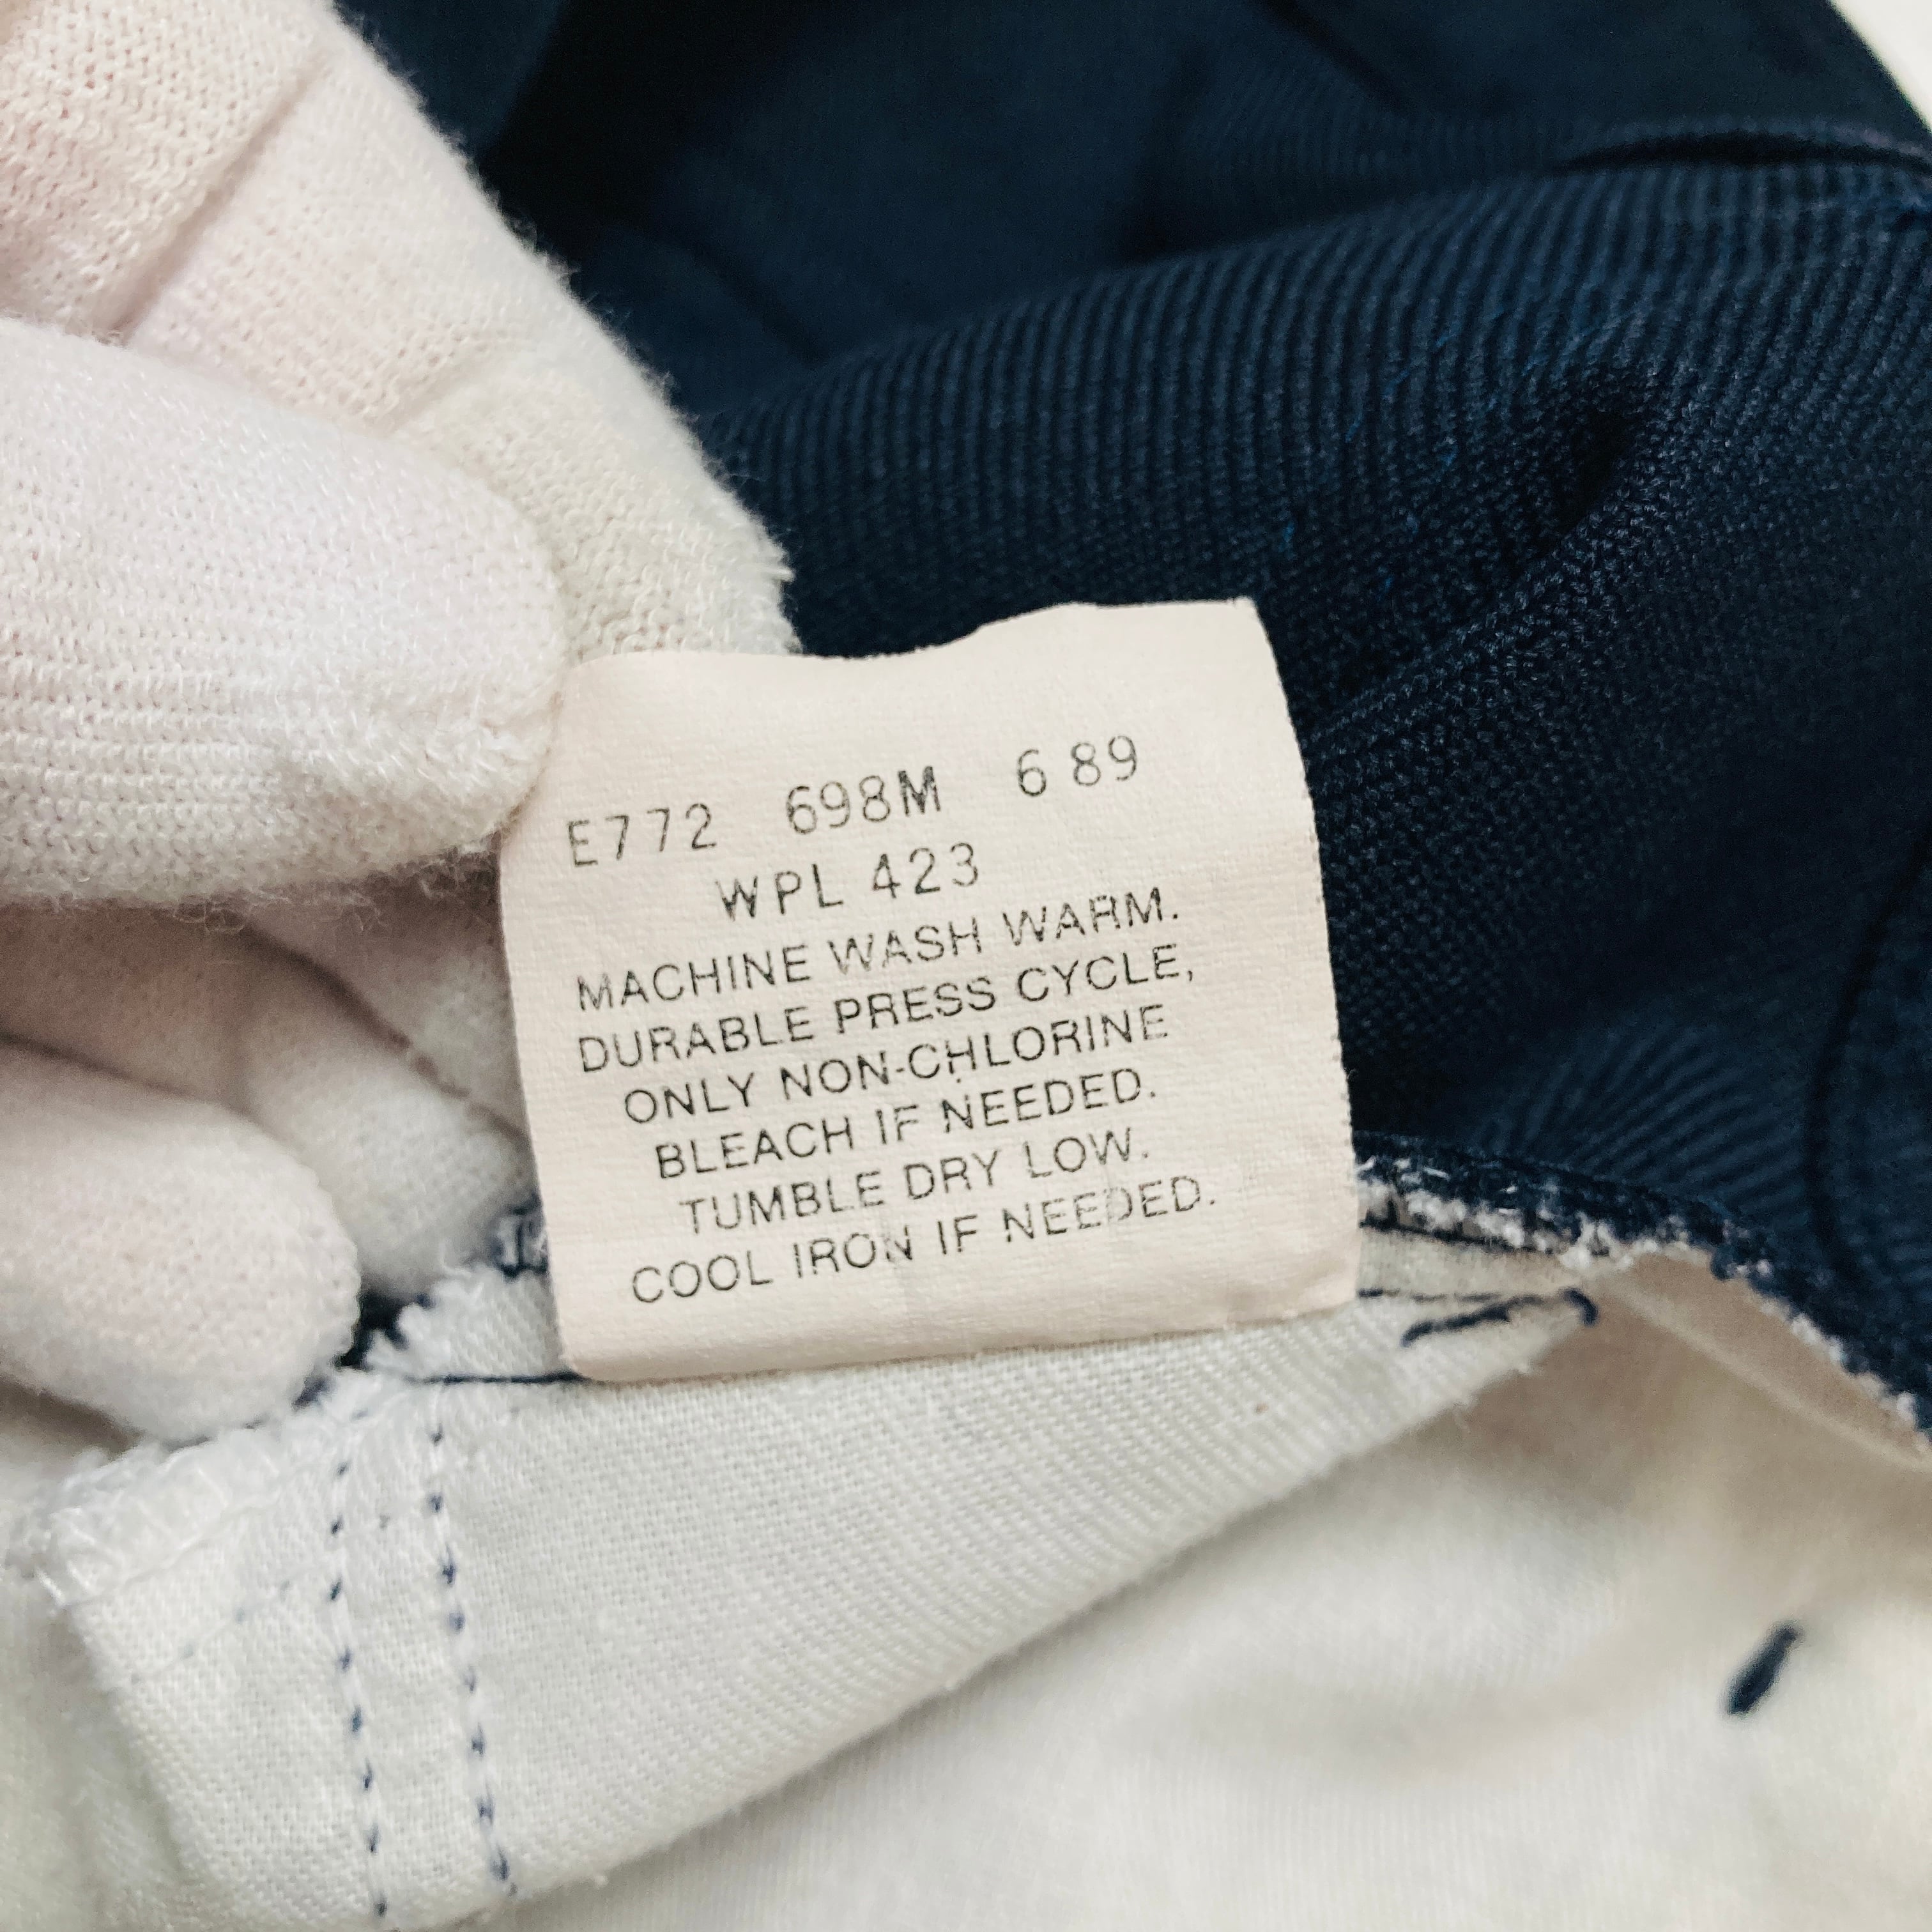 E772 698M 6 89
WPL 423
MACHINE WASH WARM.
DURABLE PRESS CYCLE,
ONLY NON-CHLORINE
BLEACH IF NEEDED.
TUMBLE DRY LOW.
COOL IRON IF NEEDED.